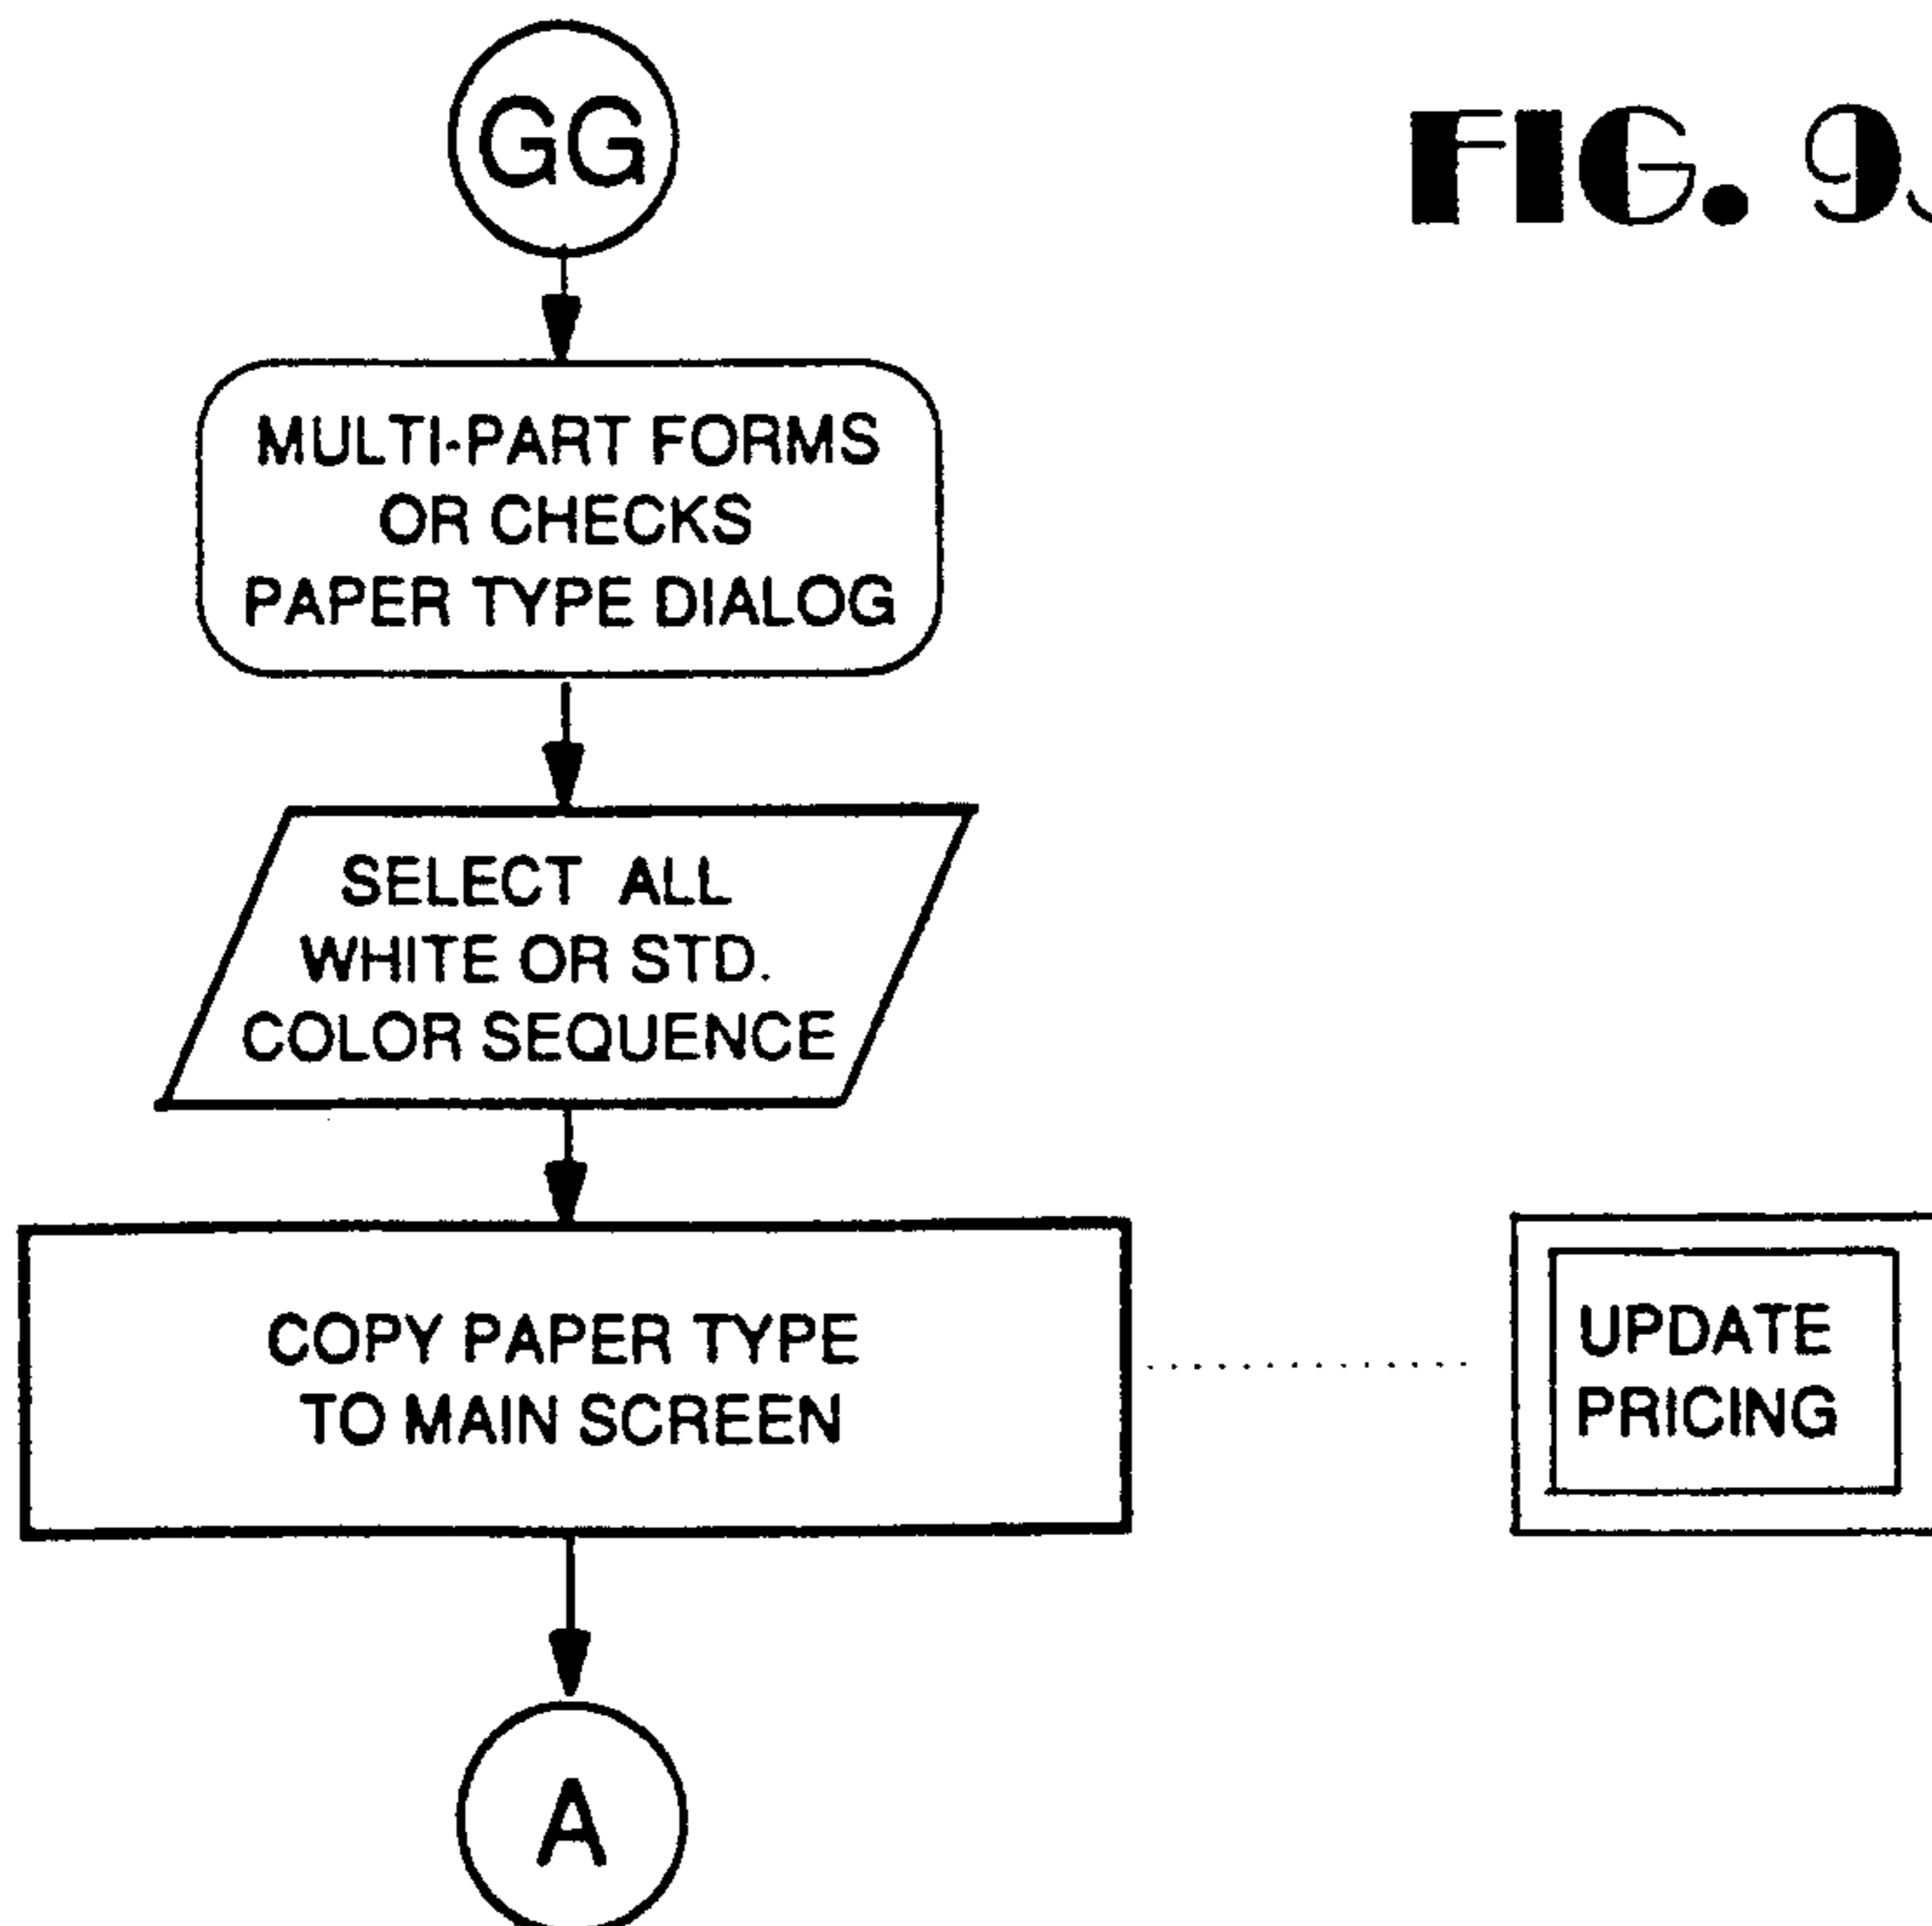 GG
FIG. 9
MULTI-PART FORMS
OR CHECKS
PAPER TYPE DIALOG
SELECT ALL
WHITE OR STD.
COLOR SEQUENCE
COPY PAPER TYPE
TO MAIN SCREEN
UPDATE
PRICING
A